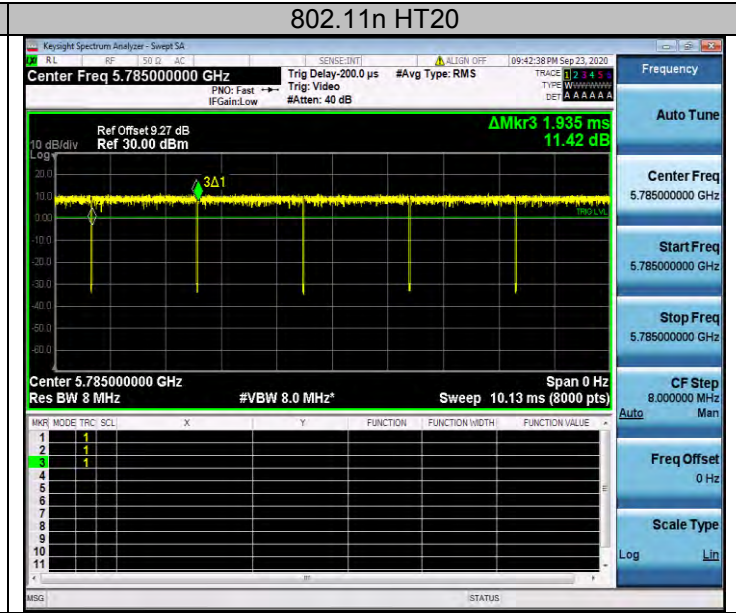 802.11n HT20
Keysight Spectrum Analyzer - Swept SA
RL RF 50 Ω AC SENSE:INT ALIGN OFF 09:42:38 PM Sep 23, 2020
Center Freq 5.785000000 GHz
PNO: Fast
IFGain:Low
Trig Delay-200.0 µs
Trig: Video
#Atten: 40 dB
#Avg Type: RMS
TRACE 1 2 3 4 5 6
TYPE W
DET A A A A A A
Frequency
Auto Tune
Center Freq
5.785000000 GHz
Start Freq
5.785000000 GHz
Stop Freq
5.785000000 GHz
CF Step
8.000000 MHz
Auto Man
Freq Offset
0 Hz
Scale Type
Log Lin
ΔMkr3 1.935 ms
11.42 dB
Ref Offset 9.27 dB
10 dB/div Ref 30.00 dBm
Log
20.0
10.0
0.00
-10.0
-20.0
-30.0
-40.0
-50.0
-60.0
3Δ1
TRIG LVL
Center 5.785000000 GHz Span 0 Hz
Res BW 8 MHz #VBW 8.0 MHz* Sweep 10.13 ms (8000 pts)
MKR MODE TRC SCL X Y FUNCTION FUNCTION WIDTH FUNCTION VALUE
1 1
2 1
3 1
4
5
6
7
8
9
10
11
MSG STATUS